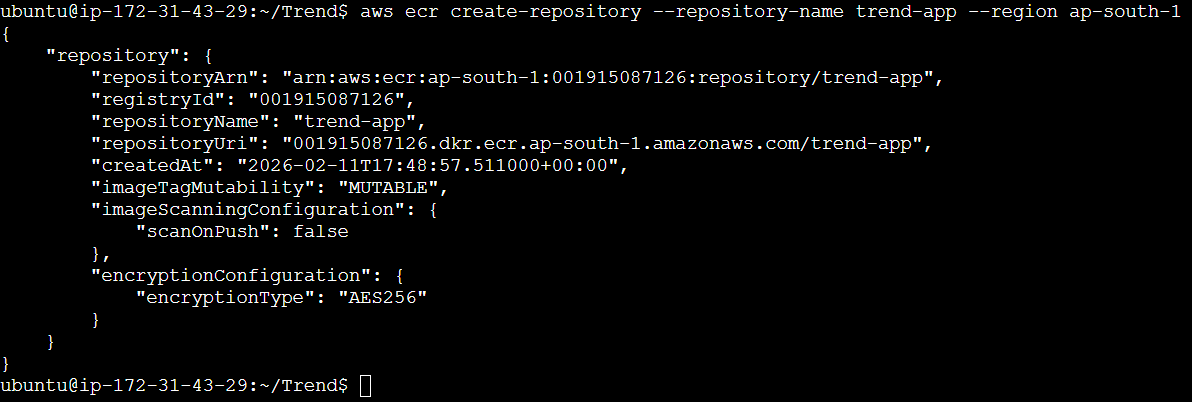 ubuntu@ip-172-31-43-29:~/Trend$ aws ecr create-repository --repository-name trend-app --region ap-south-1
{
    "repository": {
        "repositoryArn": "arn:aws:ecr:ap-south-1:001915087126:repository/trend-app",
        "registryId": "001915087126",
        "repositoryName": "trend-app",
        "repositoryUri": "001915087126.dkr.ecr.ap-south-1.amazonaws.com/trend-app",
        "createdAt": "2026-02-11T17:48:57.511000+00:00",
        "imageTagMutability": "MUTABLE",
        "imageScanningConfiguration": {
            "scanOnPush": false
        },
        "encryptionConfiguration": {
            "encryptionType": "AES256"
        }
    }
}
ubuntu@ip-172-31-43-29:~/Trend$